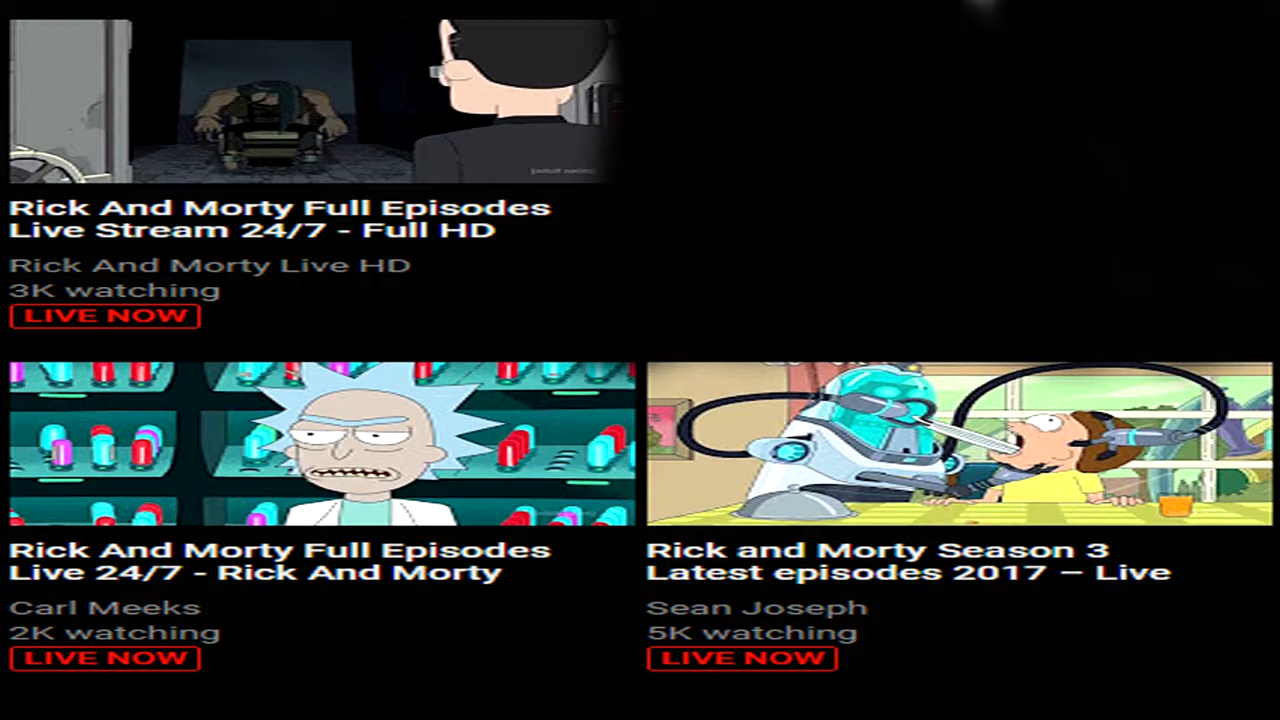 [adult swim]
Rick And Morty Full Episodes
Live Stream 24/7 - Full HD
Rick And Morty Live HD
3K watching
LIVE NOW
Rick And Morty Full Episodes
Live 24/7 - Rick And Morty
Carl Meeks
2K watching
LIVE NOW
Rick and Morty Season 3
Latest episodes 2017 – Live
Sean Joseph
5K watching
LIVE NOW